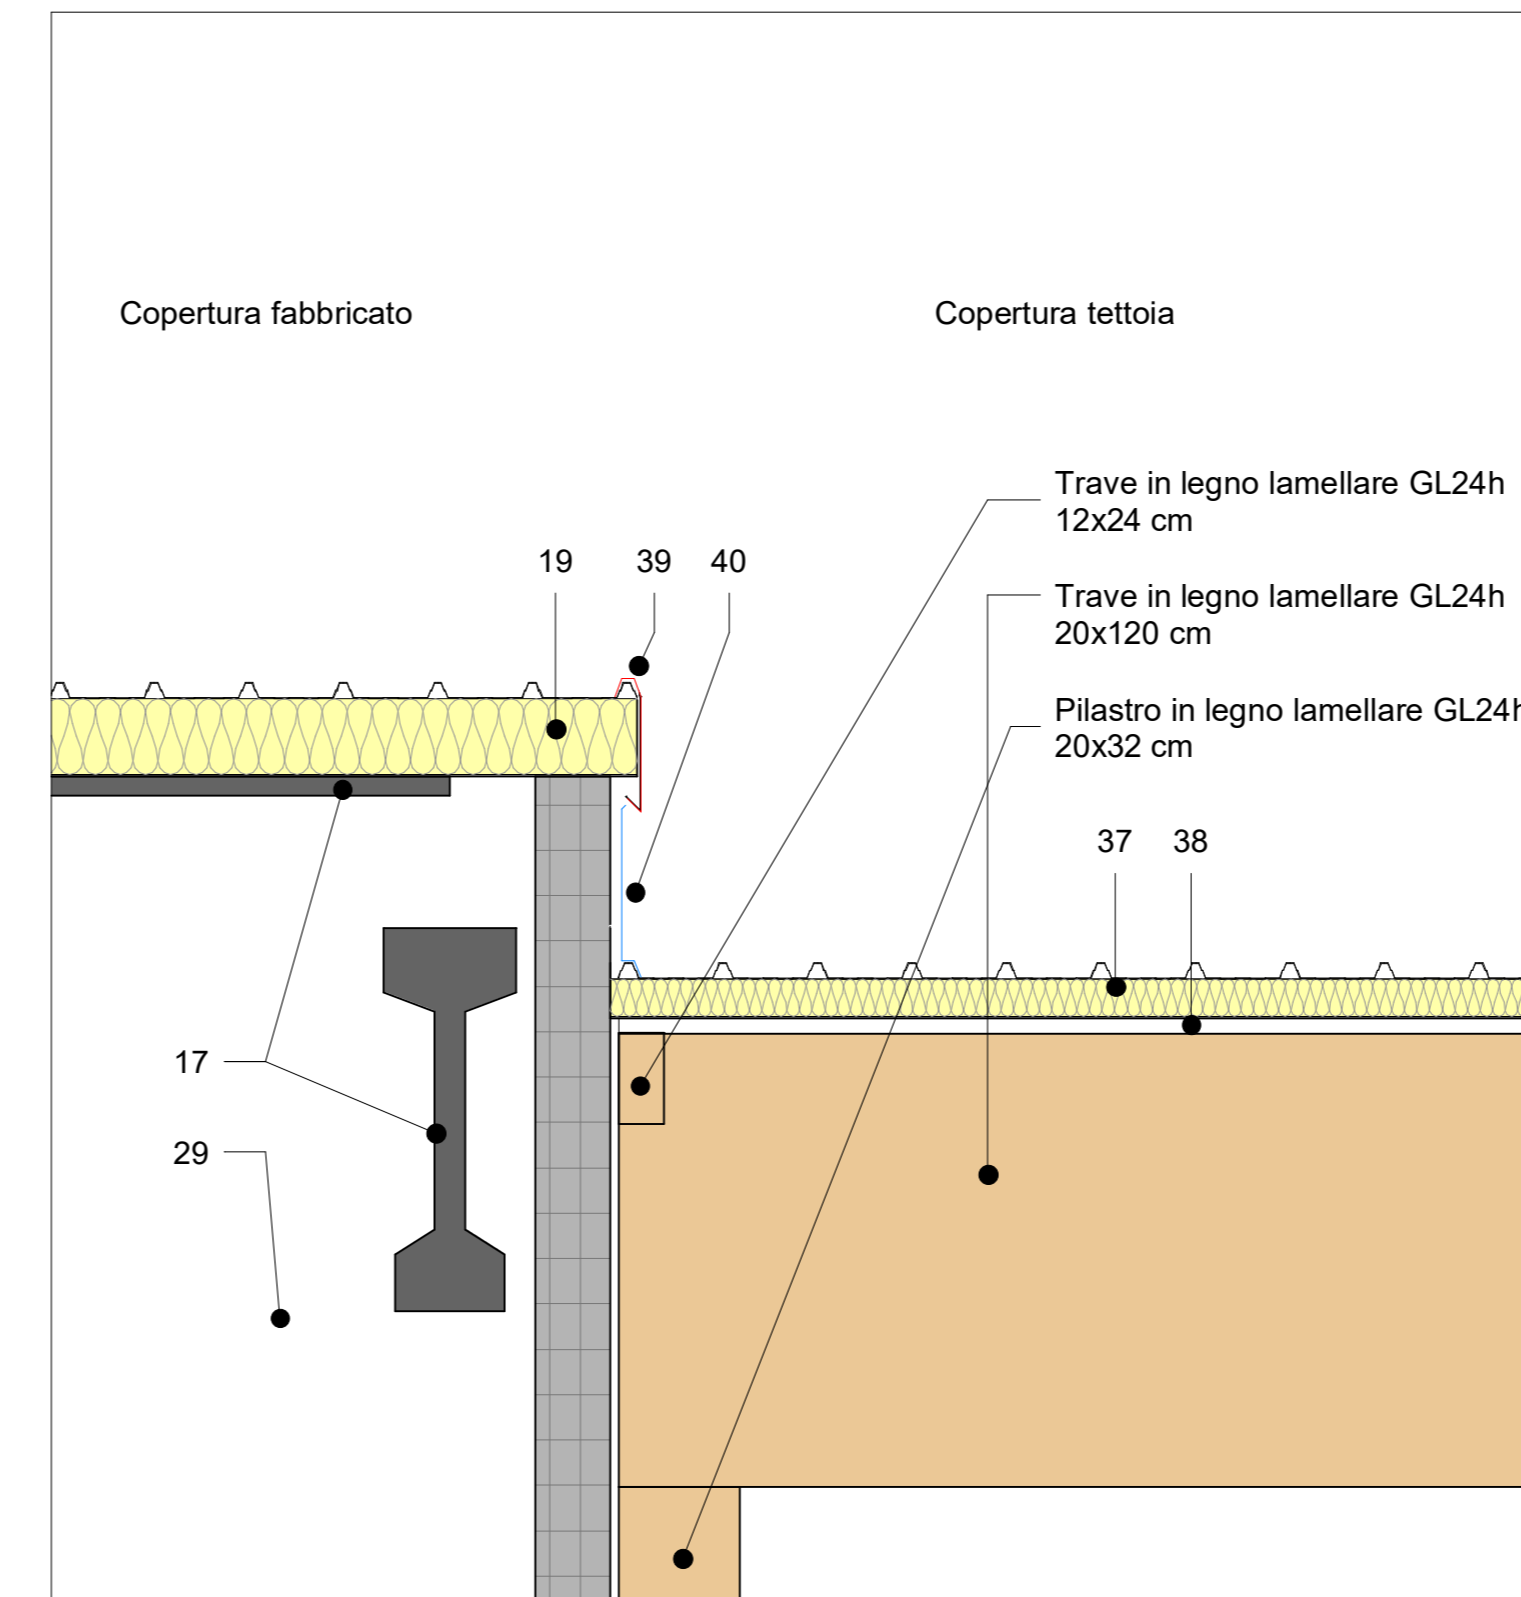 Copertura fabbricato
Copertura tettoia
Trave in legno lamellare GL24h
12x24 cm
19
39
40
Trave in legno lamellare GL24h
20x120 cm
Pilastro in legno lamellare GL24h
20x32 cm
37
38
17
29